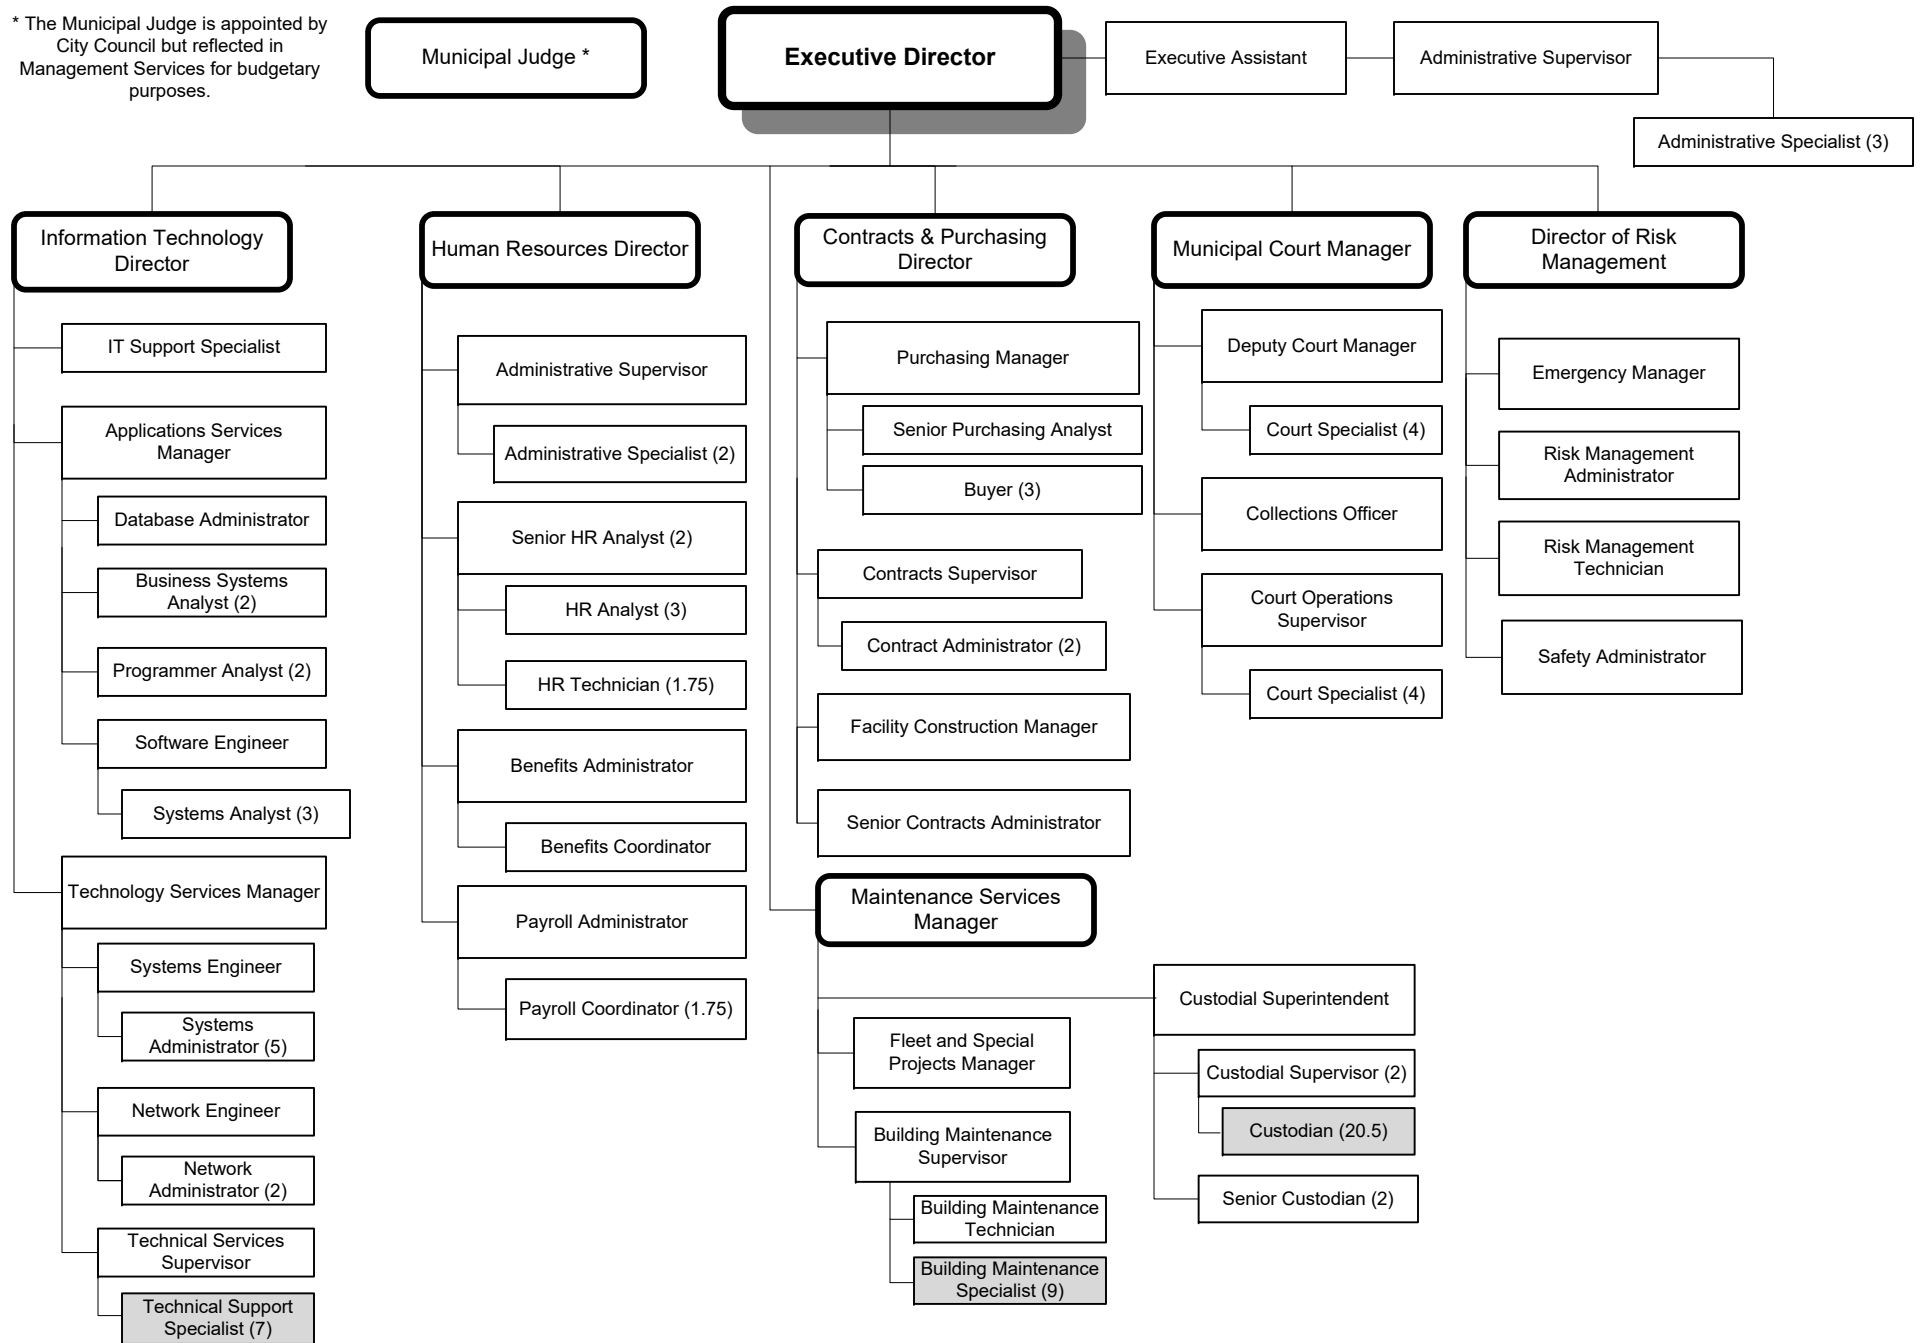 * The Municipal Judge is appointed by
City Council but reflected in
Management Services for budgetary
purposes.
Municipal Judge *
Executive Director
Executive Assistant
Administrative Supervisor
Administrative Specialist (3)
Information Technology
Director
IT Support Specialist
Applications Services
Manager
Database Administrator
Business Systems
Analyst (2)
Programmer Analyst (2)
Software Engineer
Systems Analyst (3)
Technology Services Manager
Systems Engineer
Systems
Administrator (5)
Network Engineer
Network
Administrator (2)
Technical Services
Supervisor
Technical Support
Specialist (7)
Human Resources Director
Administrative Supervisor
Administrative Specialist (2)
Senior HR Analyst (2)
HR Analyst (3)
HR Technician (1.75)
Benefits Administrator
Benefits Coordinator
Payroll Administrator
Payroll Coordinator (1.75)
Contracts & Purchasing
Director
Purchasing Manager
Senior Purchasing Analyst
Buyer (3)
Contracts Supervisor
Contract Administrator (2)
Facility Construction Manager
Senior Contracts Administrator
Maintenance Services
Manager
Fleet and Special
Projects Manager
Building Maintenance
Supervisor
Building Maintenance
Technician
Building Maintenance
Specialist (9)
Custodial Superintendent
Custodial Supervisor (2)
Custodian (20.5)
Senior Custodian (2)
Municipal Court Manager
Deputy Court Manager
Court Specialist (4)
Collections Officer
Court Operations
Supervisor
Court Specialist (4)
Director of Risk
Management
Emergency Manager
Risk Management
Administrator
Risk Management
Technician
Safety Administrator